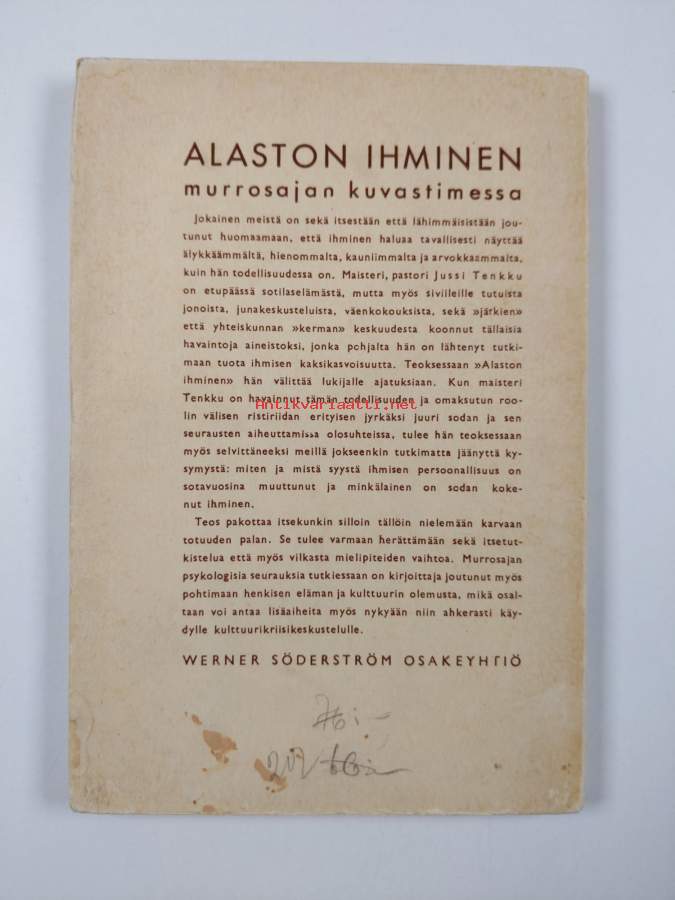 ALASTON IHMINEN
murrosajan kuvastimessa
Jokainen meistä on sekä itsestään että lähimmäisistään jou-
tunut huomaamaan, että ihminen haluaa tavallisesti näyttää
älykkäämmältä, hienommalta, kauniimmalta ja arvokkaammalta,
kuin hän todellisuudessa on. Maisteri, pastori Jussi Tenkku
on etupäässä sotilaselämästä, mutta myös siviilleille tutuista
jonoista, junakeskusteluista, väenkokouksista, sekä »jätkien»
että yhteiskunnan »kerman» keskuudesta koonnut tällaisia
havaintoja aineistoksi, jonka pohjalta hän on lähtenyt tutki-
maan tuota ihmisen kaksikasvoisuutta. Teoksessaan »Alaston
ihminen» hän välittää lukijalle ajatuksiaan. Kun maisteri
Tenkku on havainnut tämän todellisuuden ja omaksutun roo-
Antikvariaatti.net
lin välisen ristiriidan erityisen jyrkäksi juuri sodan ja sen
seurausten aiheuttamissa olosuhteissa, tulee hän teoksessaan
myös selvittäneeksi meillä jokseenkin tutkimatta jäänyttä ky-
symystä: miten ja mistä syystä ihmisen persoonallisuus on
sotavuosina muuttunut ja minkälainen on sodan koke-
nut ihminen.
Teos pakottaa itsekunkin silloin tällöin nielemään karvaan
totuuden palan. Se tulee varmaan herättämään sekä itsetut-
kistelua että myös vilkasta mielipiteiden vaihtoa. Murrosajan
psykologisia seurauksia tutkiessaan on kirjoittaja joutunut myös
pohtimaan henkisen elämän ja kulttuurin olemusta, mikä osal-
taan voi antaa lisäaiheita myös nykyään niin ahkerasti käy-
dylle kulttuurikriisikeskustelulle.
WERNER SÖDERSTRÖM OSAKEYHTIÖ